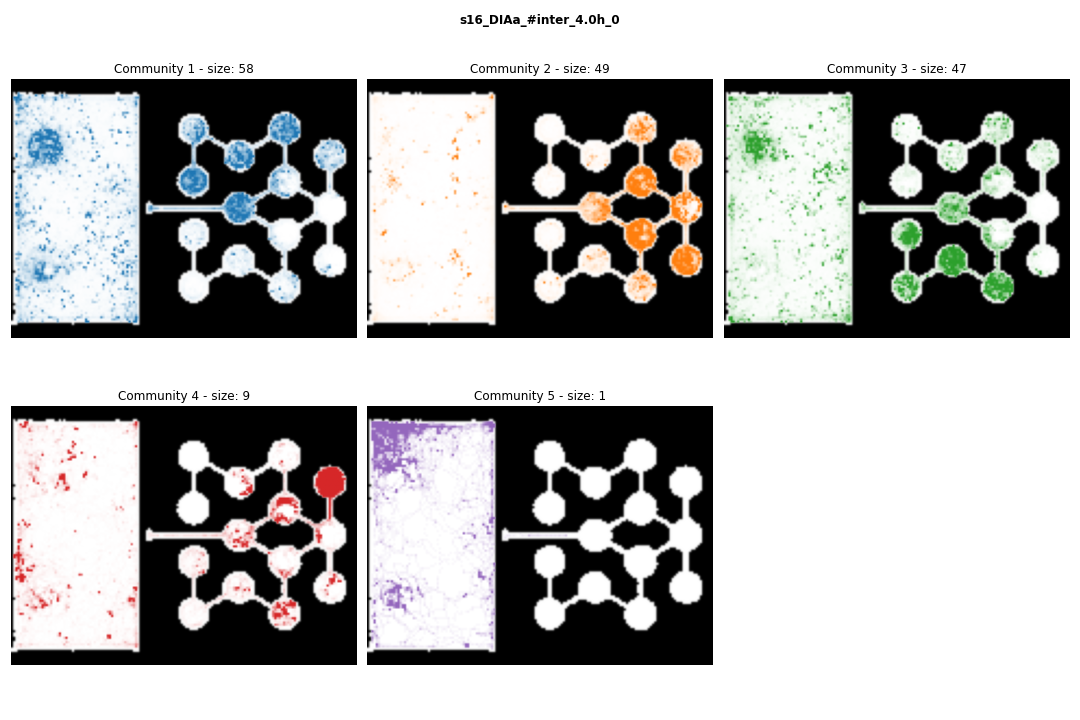 s16_DIAa_#inter_4.0h_0
Community 1 - size: 58
Community 2 - size: 49
Community 3 - size: 47
Community 4 - size: 9
Community 5 - size: 1